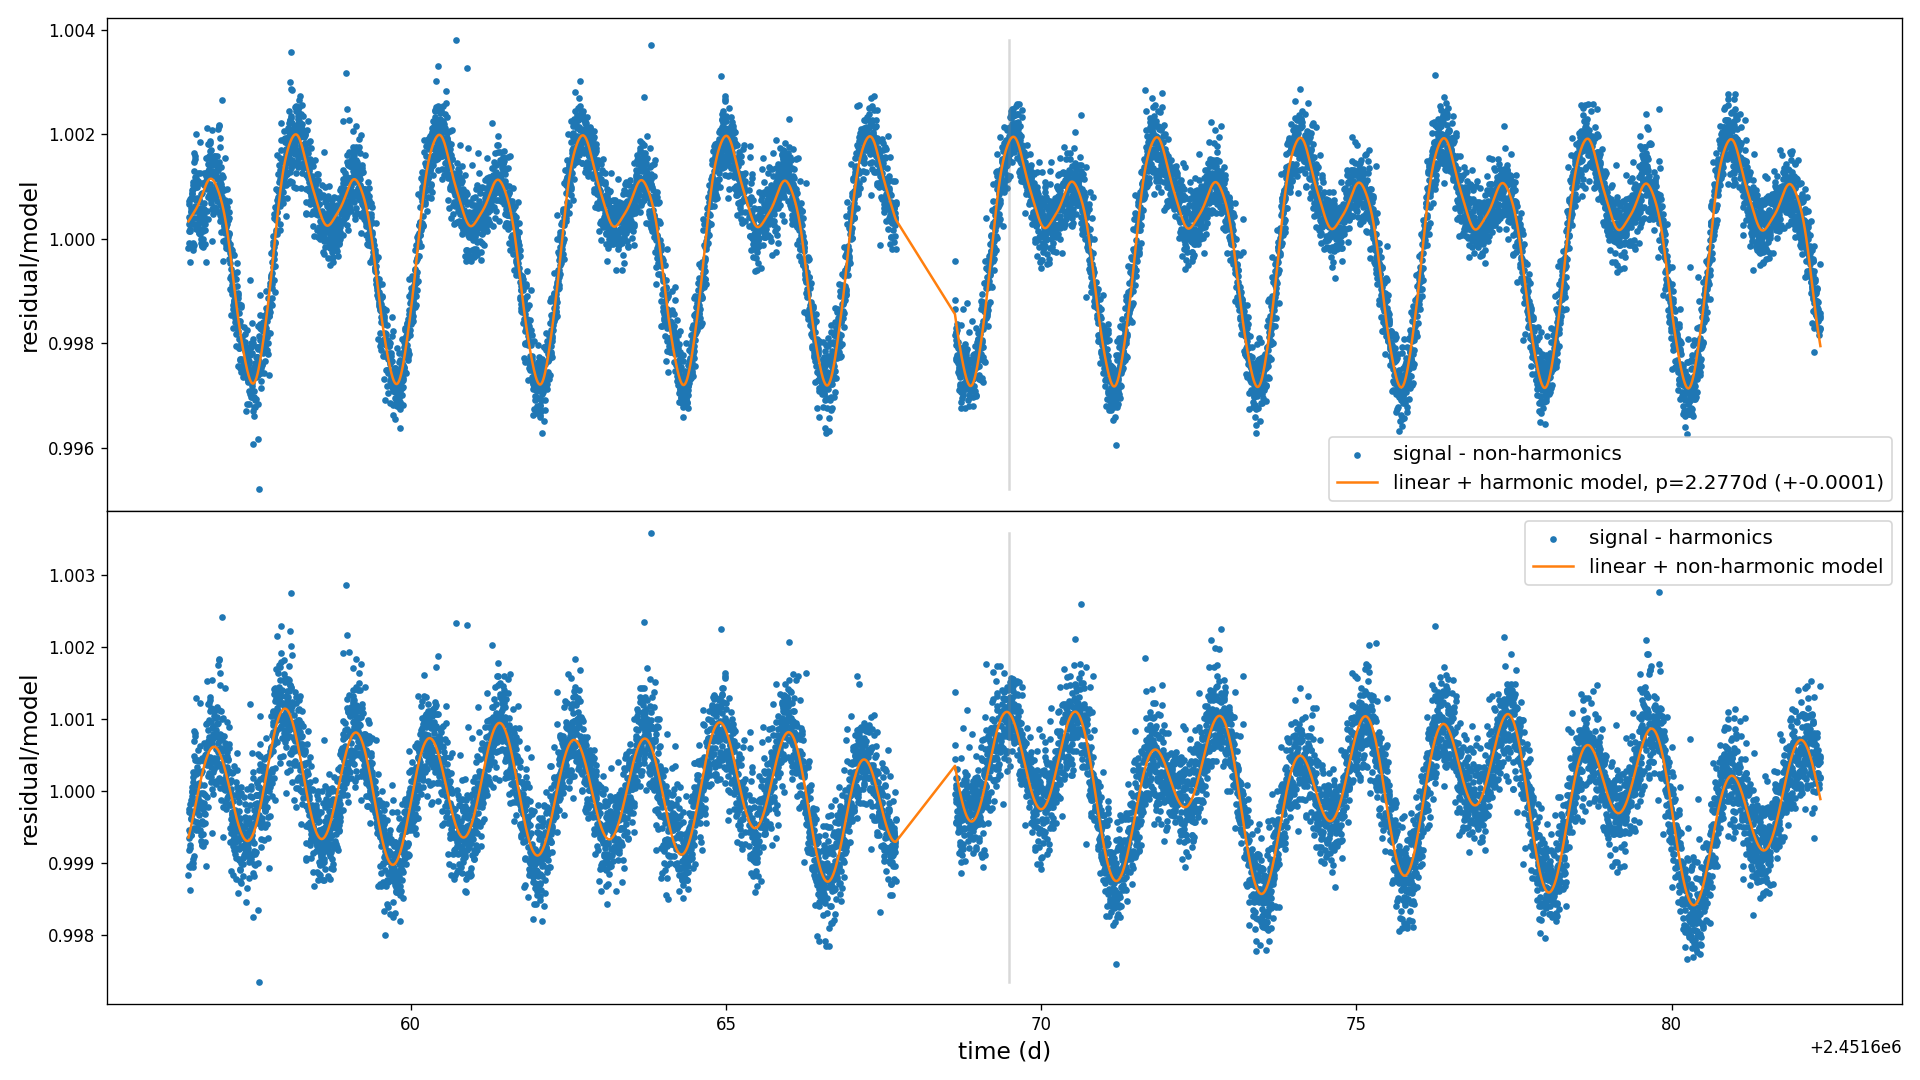 1.004
1.002
1.000
0.998
0.996
residual/model
signal - non-harmonics
linear + harmonic model, p=2.2770d (+-0.0001)
signal - harmonics
linear + non-harmonic model
1.003
1.002
1.001
1.000
0.999
0.998
residual/model
60 65 70 75 80
time (d)
+2.4516e6